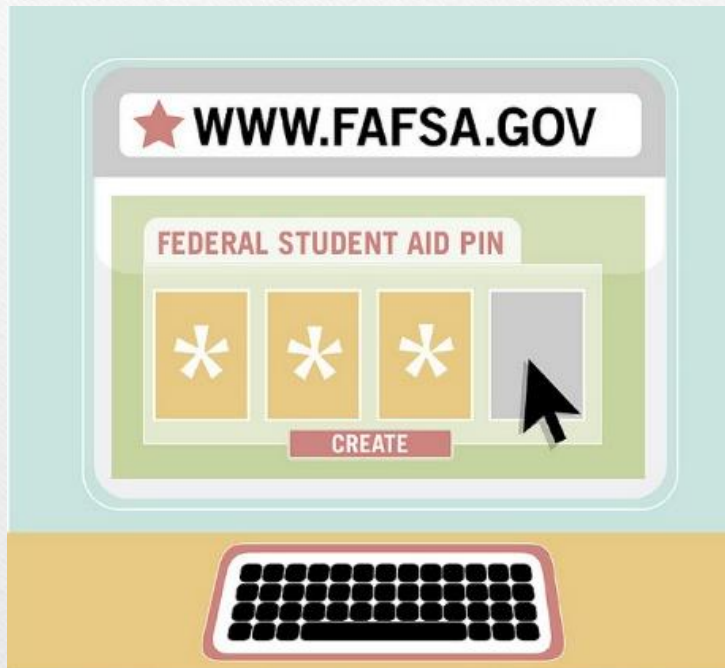 WWW.FAFSA.GOV
FEDERAL STUDENT AID PIN
* * *
CREATE